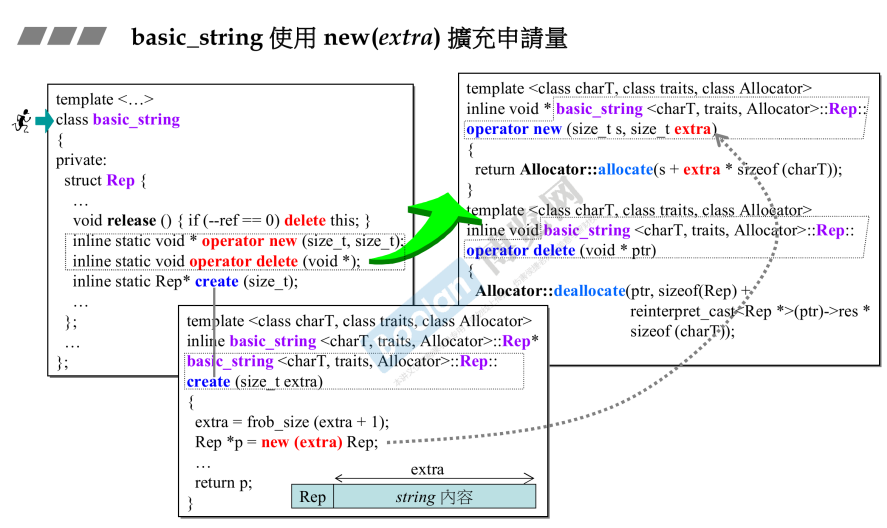 basic_string 使用 new(extra) 擴充申請量
template <…>
class basic_string
{
private:
struct Rep {
…
void release () { if (--ref == 0) delete this; }
inline static void * operator new (size_t, size_t);
inline static void operator delete (void *);
inline static Rep* create (size_t);
…
};
…
};
template <class charT, class traits, class Allocator>
inline void * basic_string <charT, traits, Allocator>::Rep::
operator new (size_t s, size_t extra)
{
return Allocator::allocate(s + extra * sizeof (charT));
}
template <class charT, class traits, class Allocator>
inline void basic_string <charT, traits, Allocator>::Rep::
operator delete (void * ptr)
{
Allocator::deallocate(ptr, sizeof(Rep) +
reinterpret_cast<Rep *>(ptr)->res *
sizeof (charT));
}
template <class charT, class traits, class Allocator>
inline basic_string <charT, traits, Allocator>::Rep*
basic_string <charT, traits, Allocator>::Rep::
create (size_t extra)
{
extra = frob_size (extra + 1);
Rep *p = new (extra) Rep;
…
return p;
}
extra
Rep
string 內容
Boolan
博览网